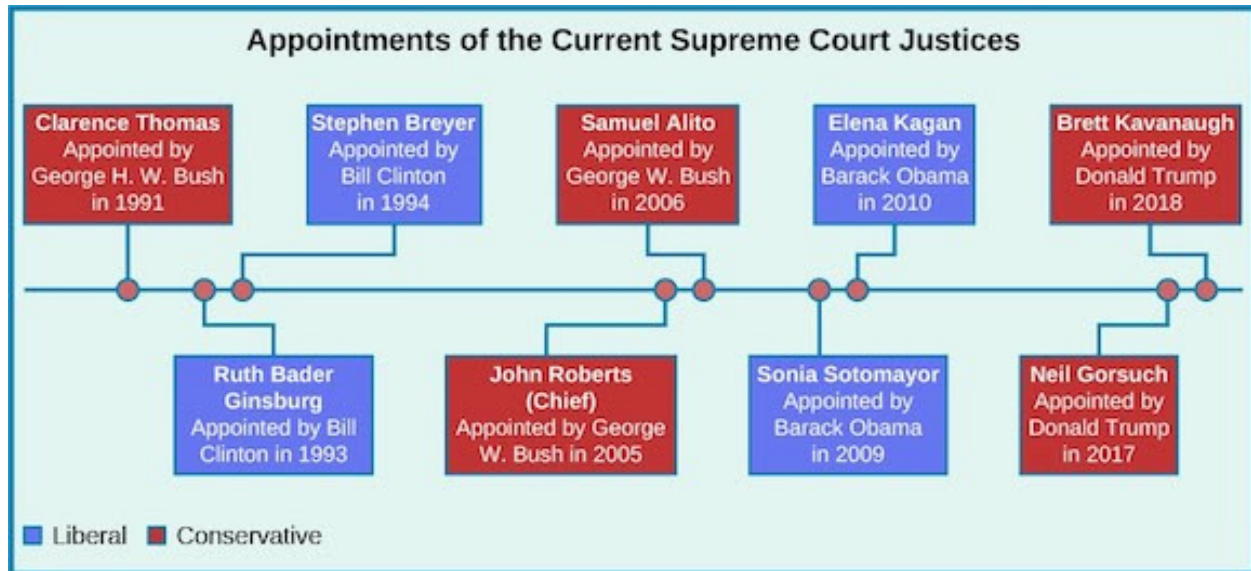 Appointments of the Current Supreme Court Justices
Clarence Thomas
Appointed by
George H. W. Bush
in 1991
Stephen Breyer
Appointed by
Bill Clinton
in 1994
Samuel Alito
Appointed by
George W. Bush
in 2006
Elena Kagan
Appointed by
Barack Obama
in 2010
Brett Kavanaugh
Appointed by
Donald Trump
in 2018
Ruth Bader
Ginsburg
Appointed by Bill
Clinton in 1993
John Roberts
(Chief)
Appointed by George
W. Bush in 2005
Sonia Sotomayor
Appointed by
Barack Obama
in 2009
Neil Gorsuch
Appointed by
Donald Trump
in 2017
Liberal
Conservative